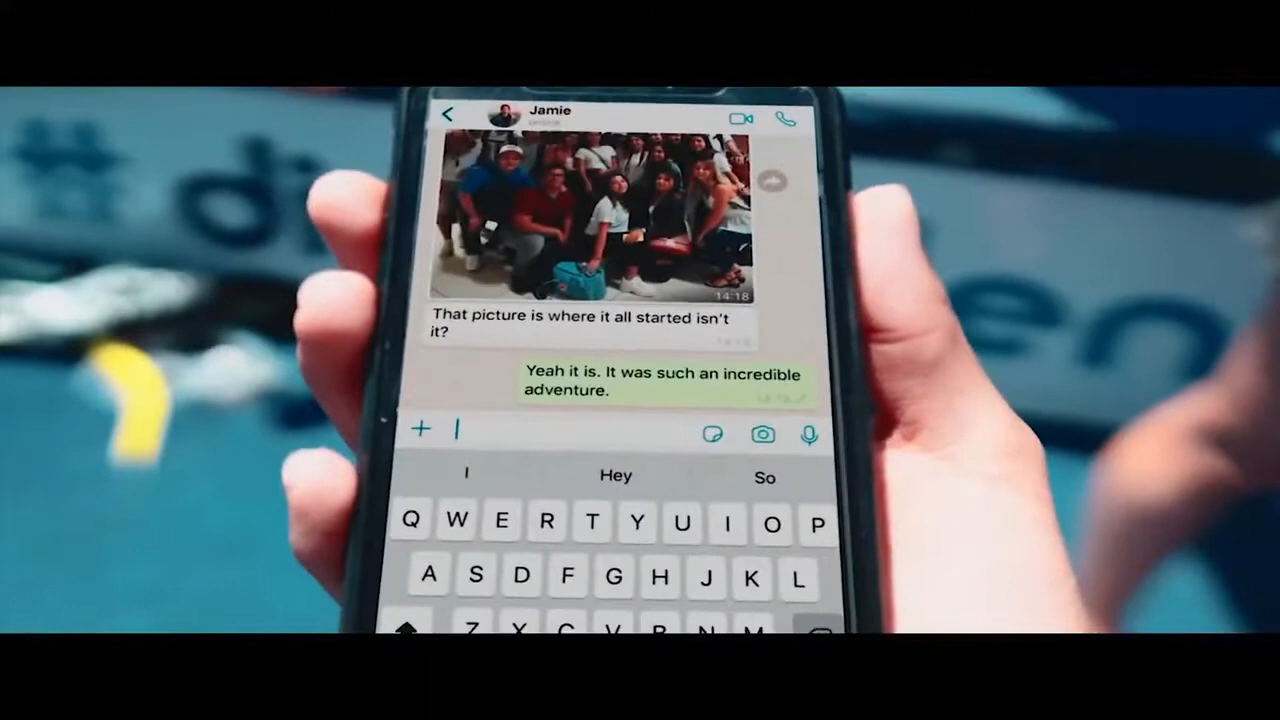 Jamie
online
14:18
That picture is where it all started isn't
it?
Yeah it is. It was such an incredible
adventure.
I Hey So
Q W E R T Y U I O P
A S D F G H J K L
Z X C V B N M